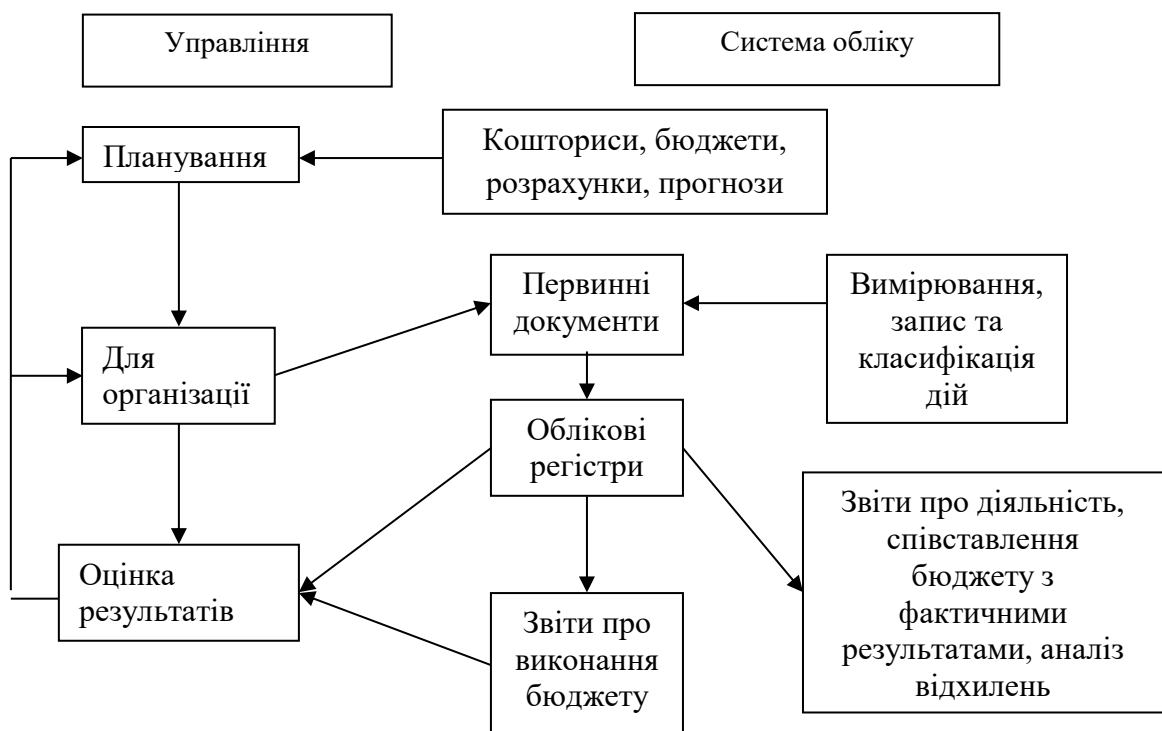 Управління
Система обліку
Планування
Кошториси, бюджети,
розрахунки, прогнози
Первинні
документи
Вимірювання,
запис та
класифікація
дій
Для
організації
Облікові
регістри
Звіти про діяльність,
співставлення
бюджету з
фактичними
результатами, аналіз
відхилень
Оцінка
результатів
Звіти про
виконання
бюджету